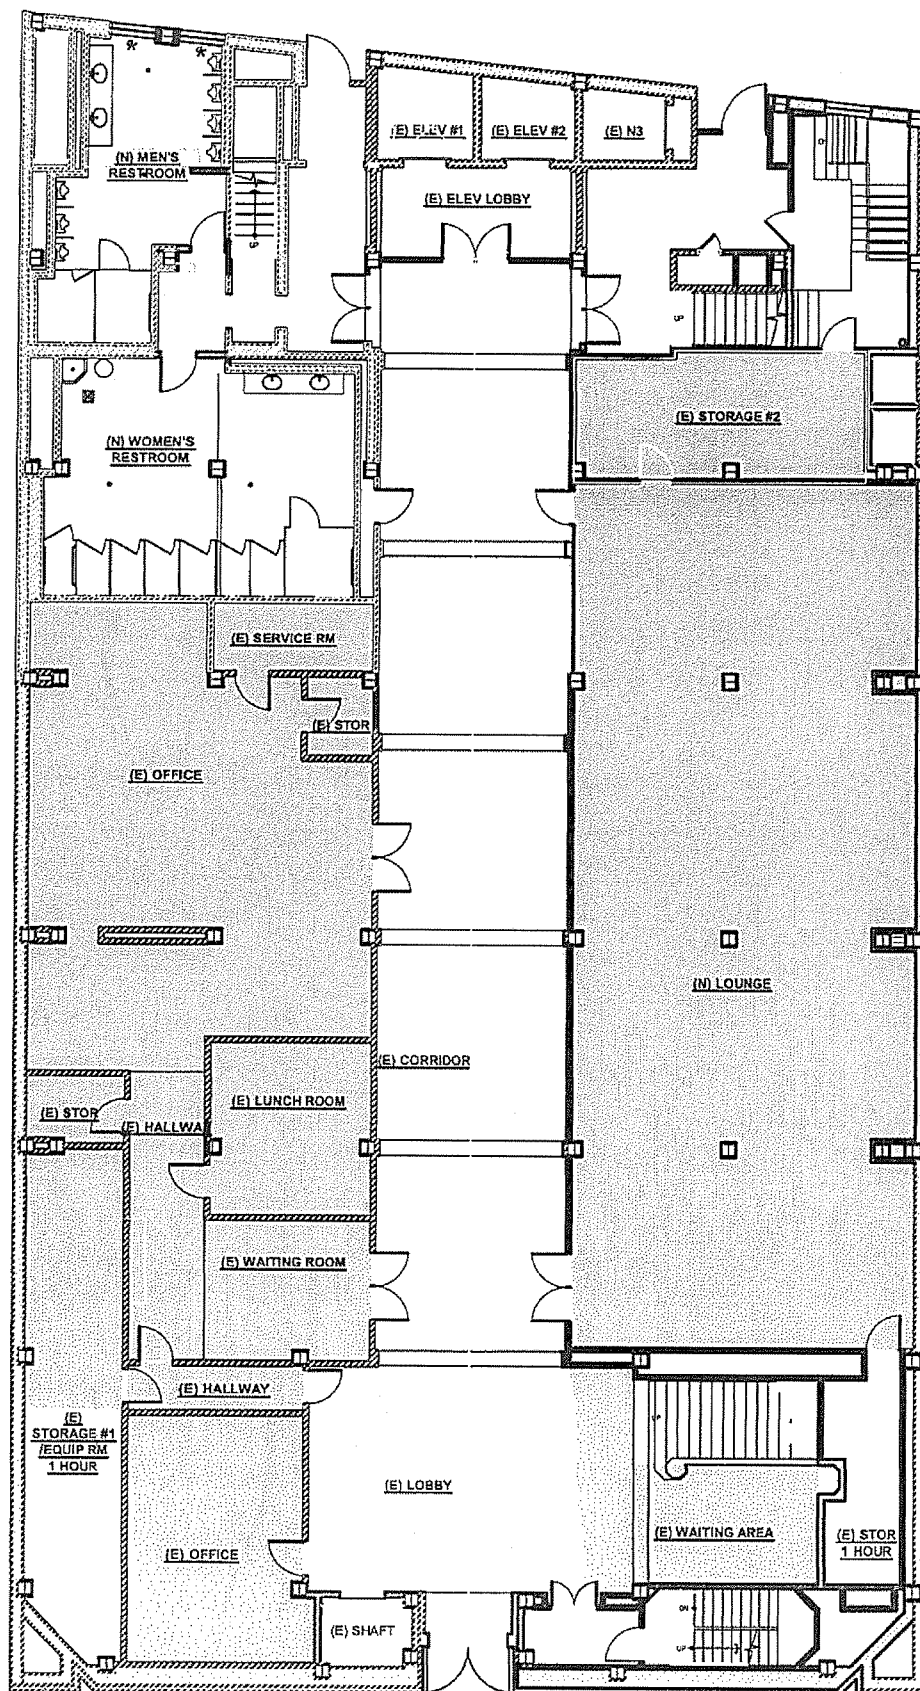 (E) ELEV #1
(E) ELEV #2
(E) N3
UP
(N) MEN'S
RESTROOM
(E) ELEV LOBBY
UP
UP
(E) STORAGE #2
(N) WOMEN'S
RESTROOM
(E) SERVICE RM
(E) STOR
(E) OFFICE
(N) LOUNGE
(E) CORRIDOR
(E) LUNCH ROOM
(E) STOR
(E) HALLWA
(E) WAITING ROOM
(E) HALLWAY
(E)
STORAGE #1
/EQUIP RM
1 HOUR
UP
(E) LOBBY
(E) WAITING AREA
(E) STOR
1 HOUR
(E) OFFICE
DN
(E) SHAFT
UP